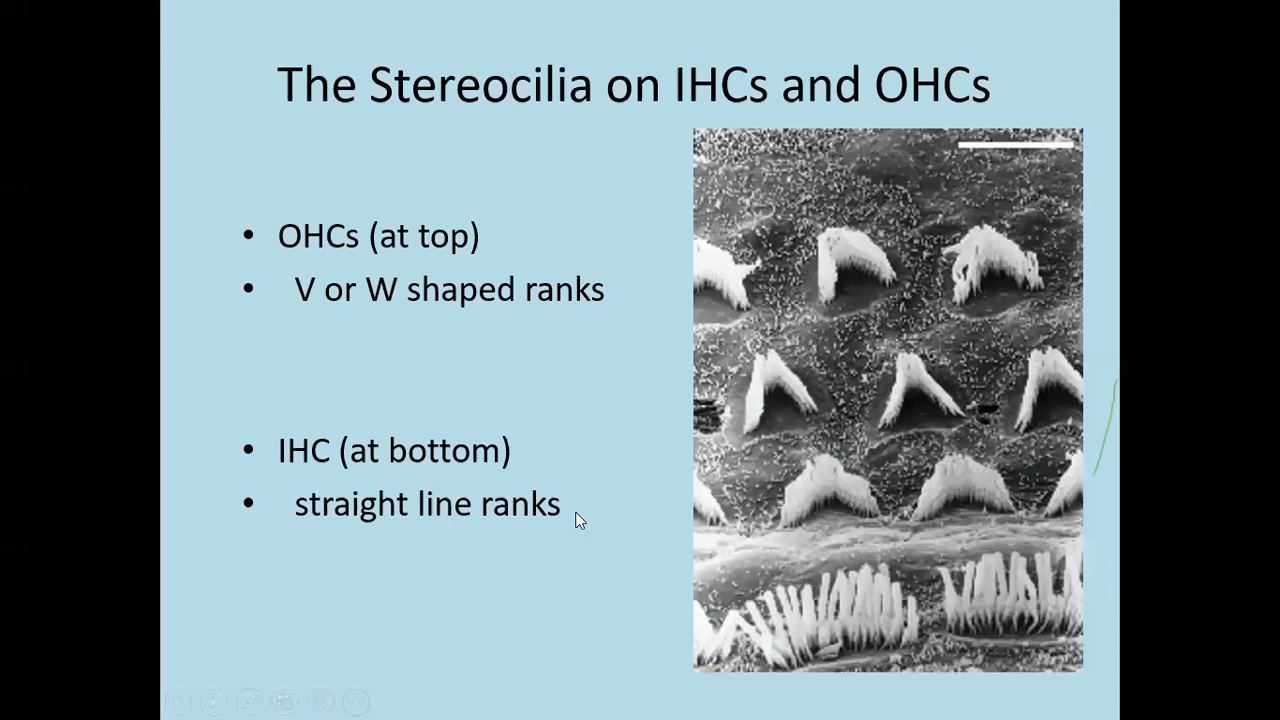 The Stereocilia on IHCs and OHCs
• OHCs (at top)
• V or W shaped ranks
• IHC (at bottom)
• straight line ranks